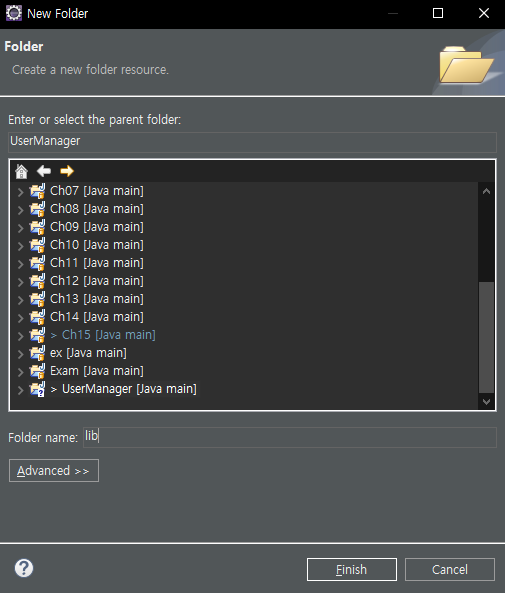 New Folder
Folder
Create a new folder resource.
Enter or select the parent folder:
UserManager
Ch07 [Java main]
Ch08 [Java main]
Ch09 [Java main]
Ch10 [Java main]
Ch11 [Java main]
Ch12 [Java main]
Ch13 [Java main]
Ch14 [Java main]
> Ch15 [Java main]
ex [Java main]
Exam [Java main]
> UserManager [Java main]
Folder name: lib
Advanced >>
Finish Cancel